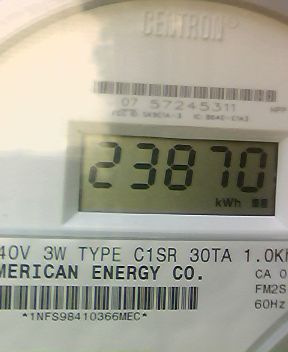 CENTRON®
07 57245311
23870
kWh
40V 3W TYPE C1SR 30TA 1.0K
MERICAN ENERGY CO.
CA 0
FM2S
60Hz
*1NFS98410366MEC*